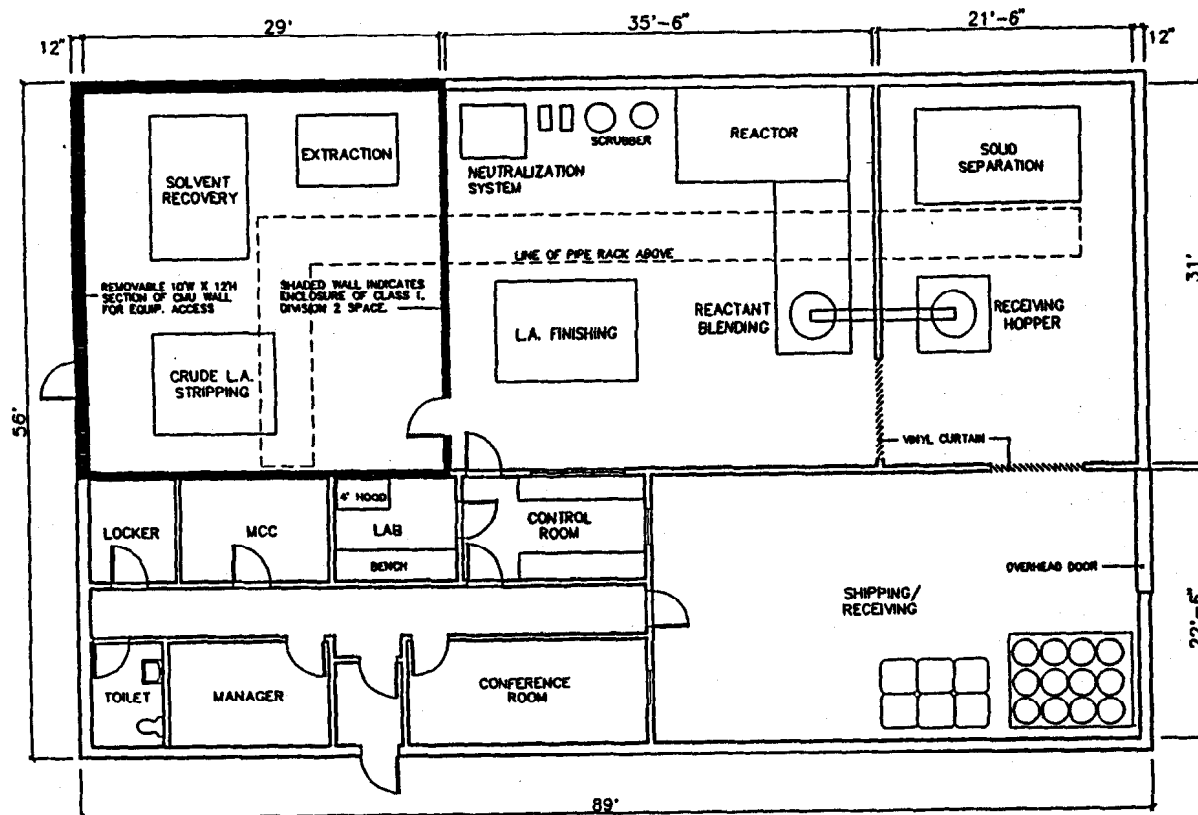 12" 29' 35'-6" 21'-6" 12"
SOLVENT
RECOVERY
EXTRACTION
NEUTRALIZATION
SYSTEM
SCRUBBER
REACTOR
SOLID
SEPARATION
LINE OF PIPE RACK ABOVE
REMOVABLE 10'W X 12'H
SECTION OF CMU WALL
FOR EQUIP. ACCESS
SHADED WALL INDICATES
ENCLOSURE OF CLASS I,
DIVISION 2 SPACE.
31'
L.A. FINISHING
REACTANT
BLENDING
RECEIVING
HOPPER
CRUDE L.A.
STRIPPING
56'
VINYL CURTAIN
LOCKER
MCC
4' HOOD
LAB
BENCH
CONTROL
ROOM
OVERHEAD DOOR
SHIPPING/
RECEIVING
22'-6"
TOILET
MANAGER
CONFERENCE
ROOM
89'